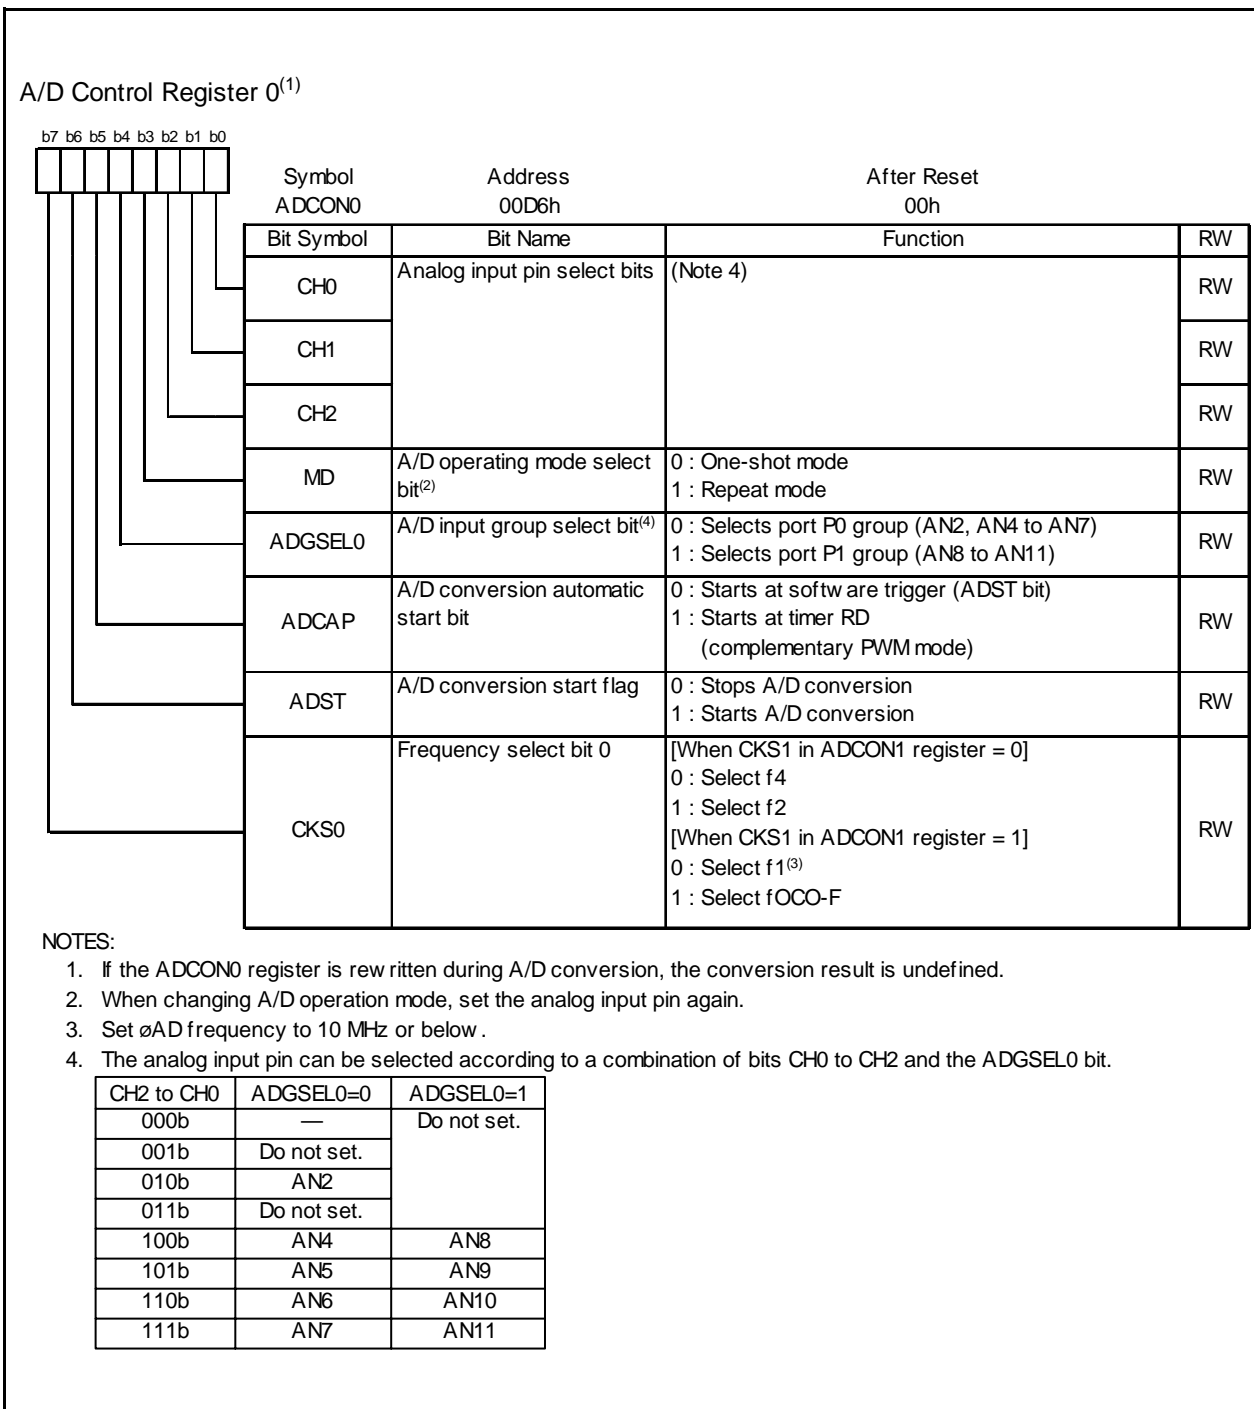 A/D Control Register 0(1)
b7 b6 b5 b4 b3 b2 b1 b0
Symbol Address After Reset
ADCON0 00D6h 00h
Bit Symbol Bit Name Function RW
CH0 Analog input pin select bits (Note 4) RW
CH1 RW
CH2 RW
MD A/D operating mode select bit(2) 0 : One-shot mode RW
1 : Repeat mode
ADGSEL0 A/D input group select bit(4) 0 : Selects port P0 group (AN2, AN4 to AN7) RW
1 : Selects port P1 group (AN8 to AN11)
ADCAP A/D conversion automatic start bit 0 : Starts at software trigger (ADST bit) RW
1 : Starts at timer RD
(complementary PWM mode)
ADST A/D conversion start flag 0 : Stops A/D conversion RW
1 : Starts A/D conversion
CKS0 Frequency select bit 0 [When CKS1 in ADCON1 register = 0] RW
0 : Select f4
1 : Select f2
[When CKS1 in ADCON1 register = 1]
0 : Select f1(3)
1 : Select fOCO-F
NOTES:
1. If the ADCON0 register is rewritten during A/D conversion, the conversion result is undefined.
2. When changing A/D operation mode, set the analog input pin again.
3. Set øAD frequency to 10 MHz or below.
4. The analog input pin can be selected according to a combination of bits CH0 to CH2 and the ADGSEL0 bit.
CH2 to CH0 ADGSEL0=0 ADGSEL0=1
000b — Do not set.
001b Do not set.
010b AN2
011b Do not set.
100b AN4 AN8
101b AN5 AN9
110b AN6 AN10
111b AN7 AN11